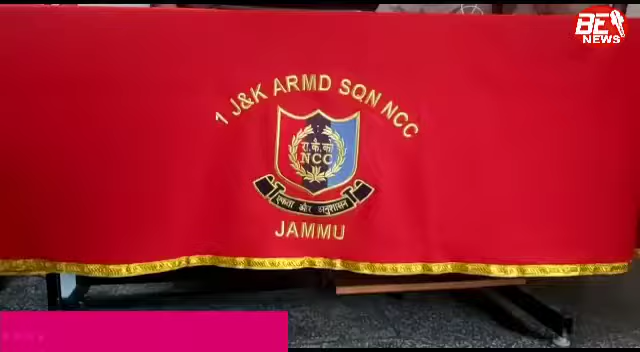 BE
NEWS
1 J&K ARMD SQN NCC
रा.कै.को
NCC
एकता और अनुशासन
JAMMU